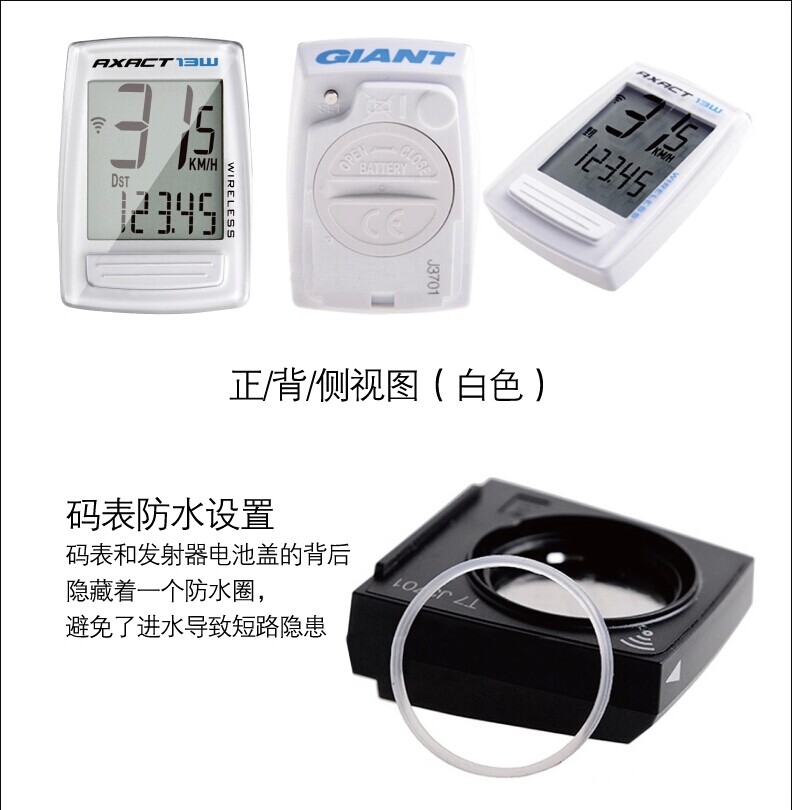 AXACT 13W
31.5
KM/H
DST
123.45
WIRELESS
GIANT
OPEN CLOSE
BATTERY
CE
J3701
AXACT 13W
31.5
KM/H
123.45
WIRELESS
正/背/侧视图（白色）
码表防水设置
码表和发射器电池盖的背后
隐藏着一个防水圈，
避免了进水导致短路隐患